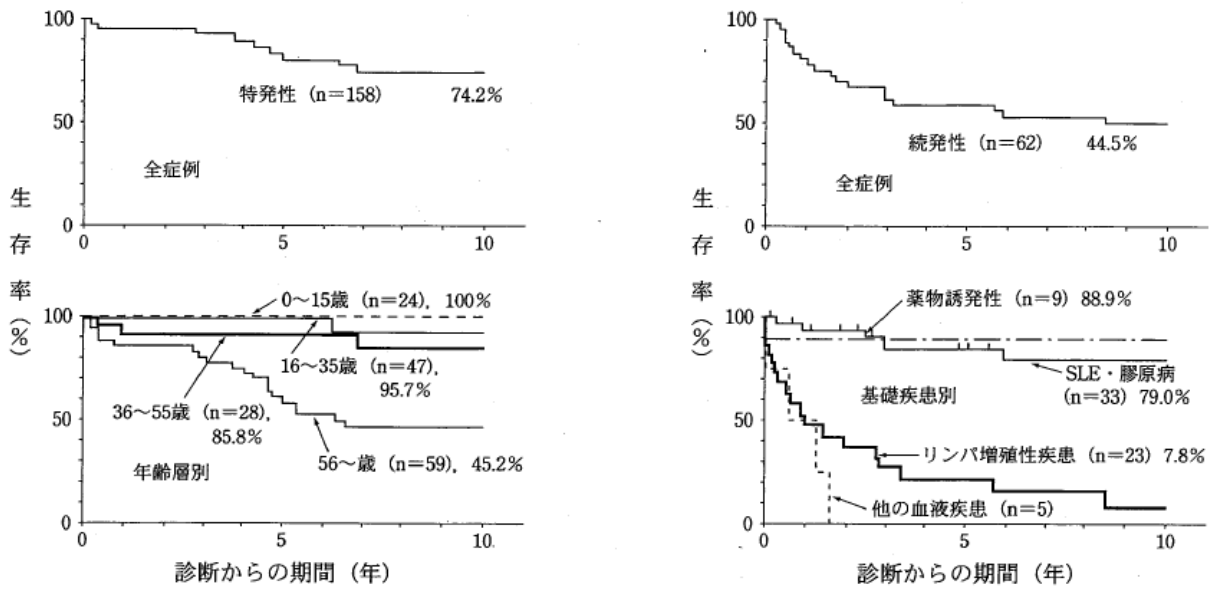 100
50
0
0
5
10
特発性 (n=158)
74.2%
全症例
100
50
0
0
5
10
続発性 (n=62)
44.5%
全症例
生存率(%)
100
50
0
0
5
10
0〜15歳 (n=24), 100%
16〜35歳 (n=47),
95.7%
36〜55歳 (n=28),
85.8%
56〜歳 (n=59), 45.2%
年齢層別
診断からの期間 (年)
生存率(%)
100
50
0
0
5
10
薬物誘発性 (n=9) 88.9%
SLE・膠原病
(n=33) 79.0%
基礎疾患別
リンパ増殖性疾患 (n=23) 7.8%
他の血液疾患 (n=5)
診断からの期間 (年)